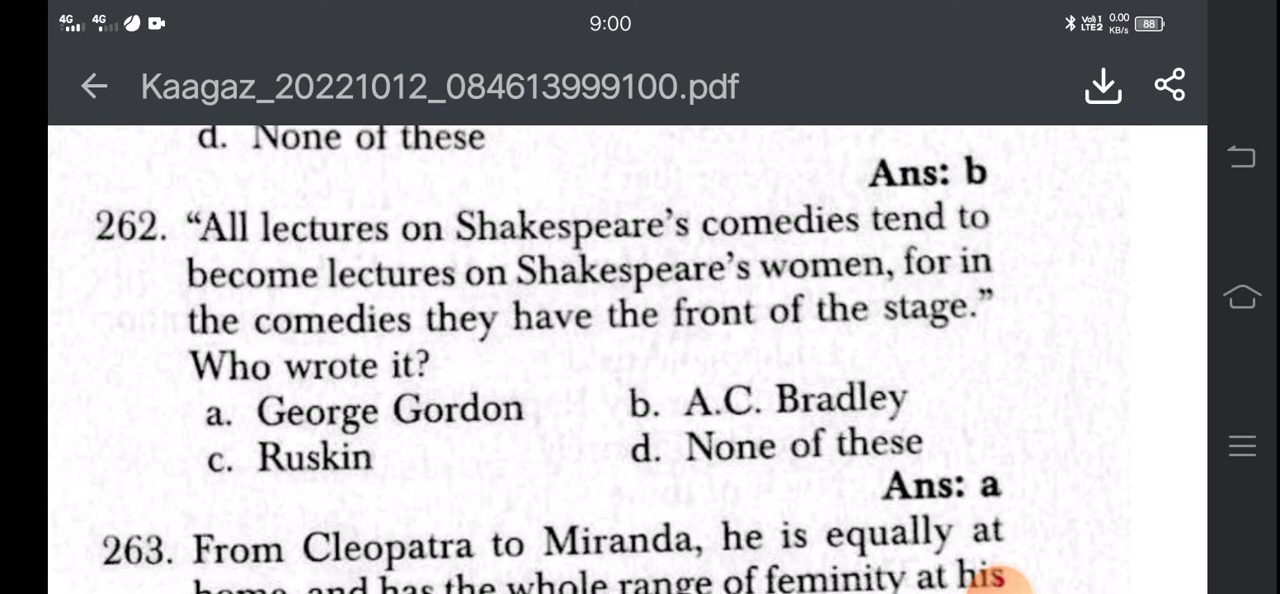 4G 4G 9:00 Vo)) 1 LTE2 0.00 KB/s 88
Kaagaz_20221012_084613999100.pdf
d. None of these
Ans: b
262. “All lectures on Shakespeare’s comedies tend to
become lectures on Shakespeare’s women, for in
the comedies they have the front of the stage.”
Who wrote it?
a. George Gordon b. A.C. Bradley
c. Ruskin d. None of these
Ans: a
263. From Cleopatra to Miranda, he is equally at
home, and has the whole range of feminity at his